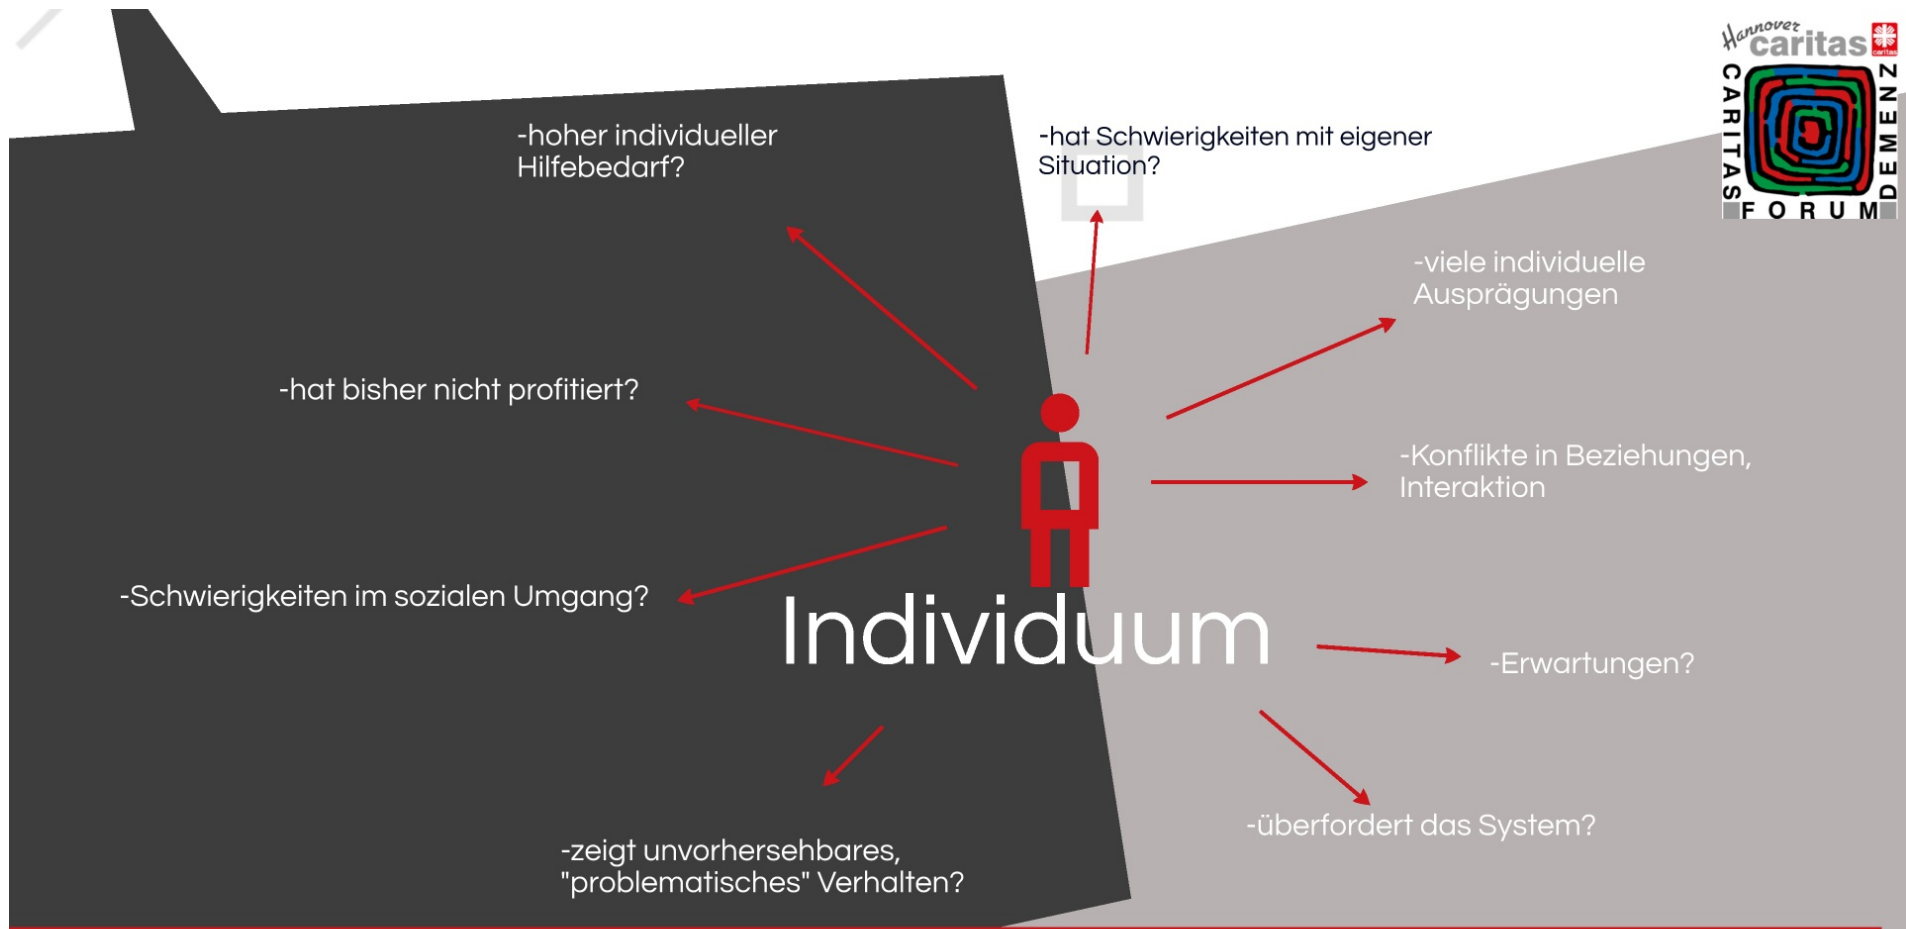 Hannover
caritas
caritas
CARITAS
FORUM
DEMENZ
-hoher individueller
Hilfebedarf?
-hat Schwierigkeiten mit eigener
Situation?
-viele individuelle
Ausprägungen
-hat bisher nicht profitiert?
-Konflikte in Beziehungen,
Interaktion
-Schwierigkeiten im sozialen Umgang?
Individuum
-Erwartungen?
-überfordert das System?
-zeigt unvorhersehbares,
"problematisches" Verhalten?